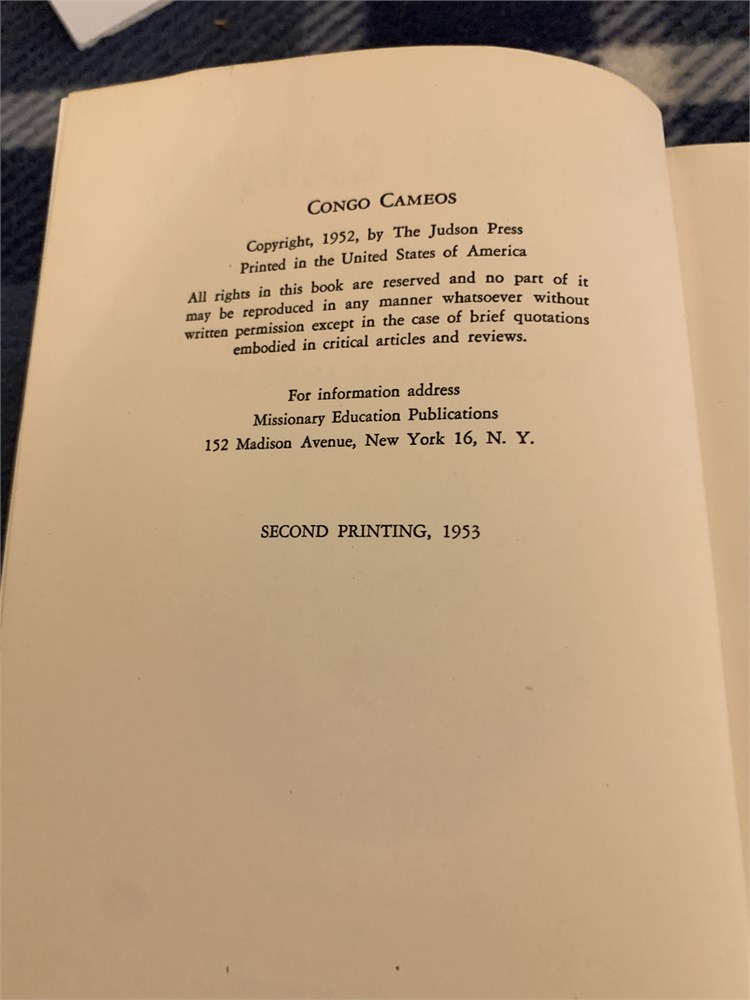 CONGO CAMEOS
Copyright, 1952, by The Judson Press
Printed in the United States of America
All rights in this book are reserved and no part of it
may be reproduced in any manner whatsoever without
written permission except in the case of brief quotations
embodied in critical articles and reviews.
For information address
Missionary Education Publications
152 Madison Avenue, New York 16, N. Y.
SECOND PRINTING, 1953